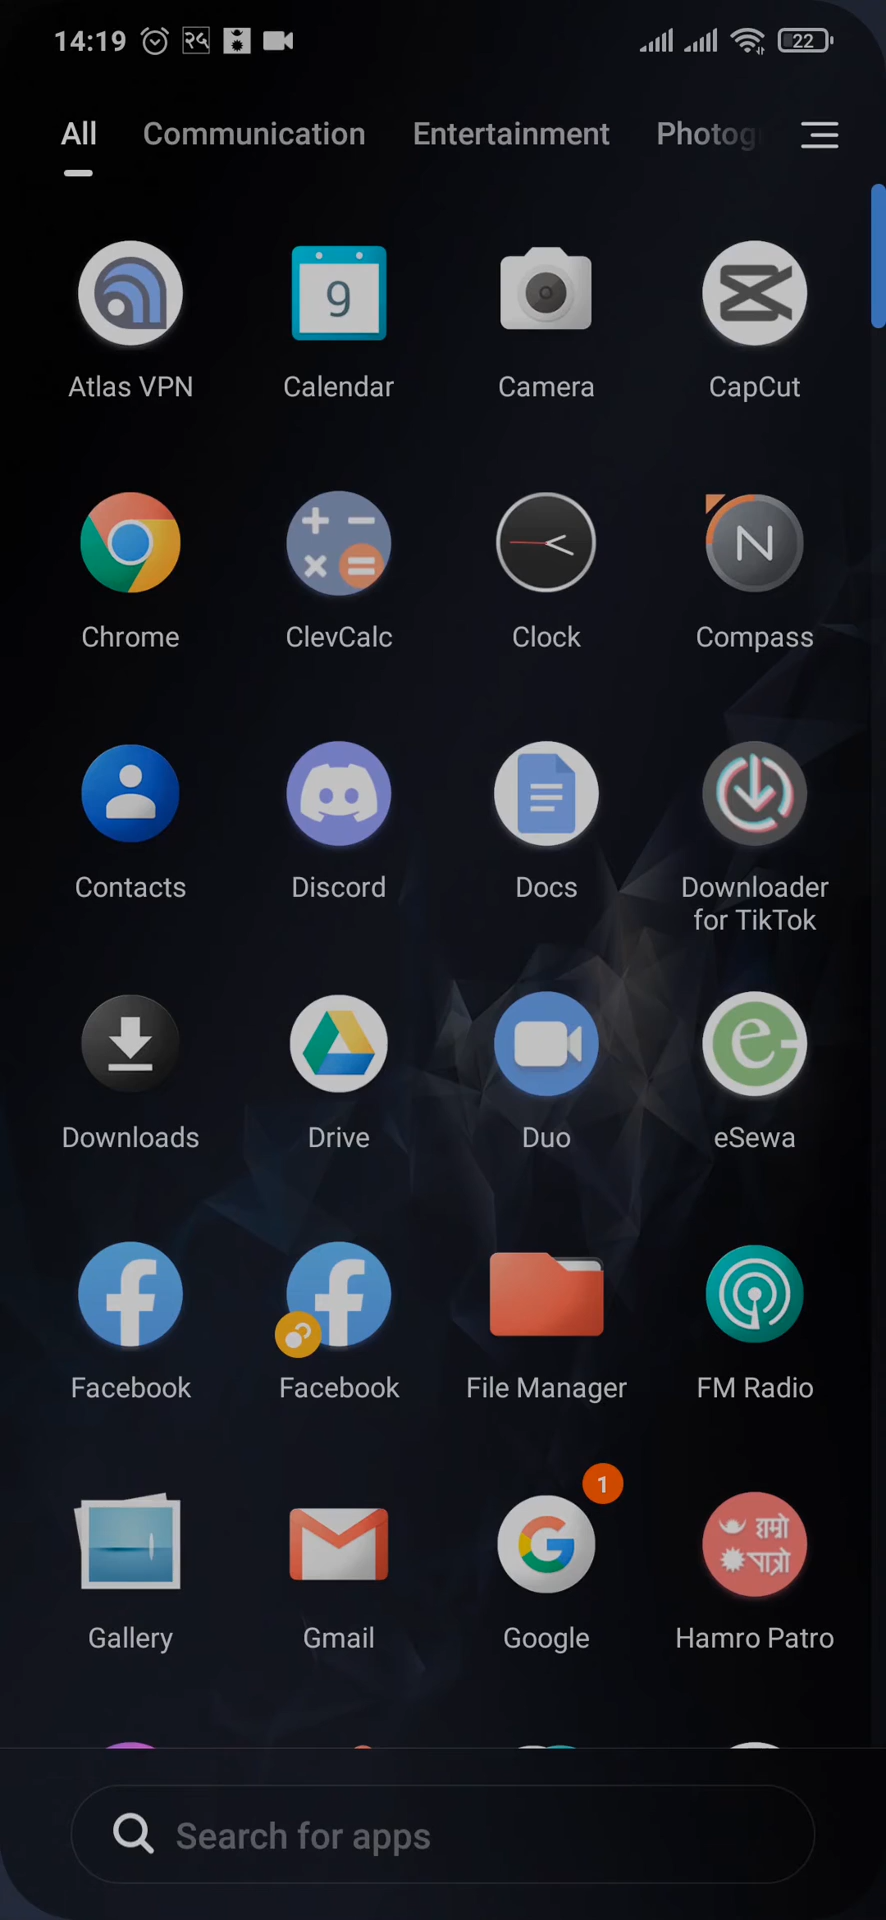 14:19 २५ 22
All Communication Entertainment Photog
9
Atlas VPN Calendar Camera CapCut
N
Chrome ClevCalc Clock Compass
Contacts Discord Docs Downloader
for TikTok
Downloads Drive Duo eSewa
Facebook Facebook File Manager FM Radio
1
हाम्रो
पात्रो
Gallery Gmail Google Hamro Patro
Search for apps